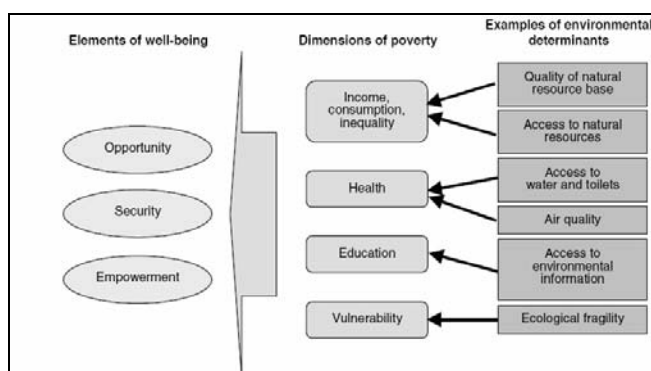 Elements of well-being
Opportunity
Security
Empowerment
Dimensions of poverty
Income,
consumption,
inequality
Health
Education
Vulnerability
Examples of environmental
determinants
Quality of natural
resource base
Access to natural
resources
Access to
water and toilets
Air quality
Access to
environmental
information
Ecological fragility